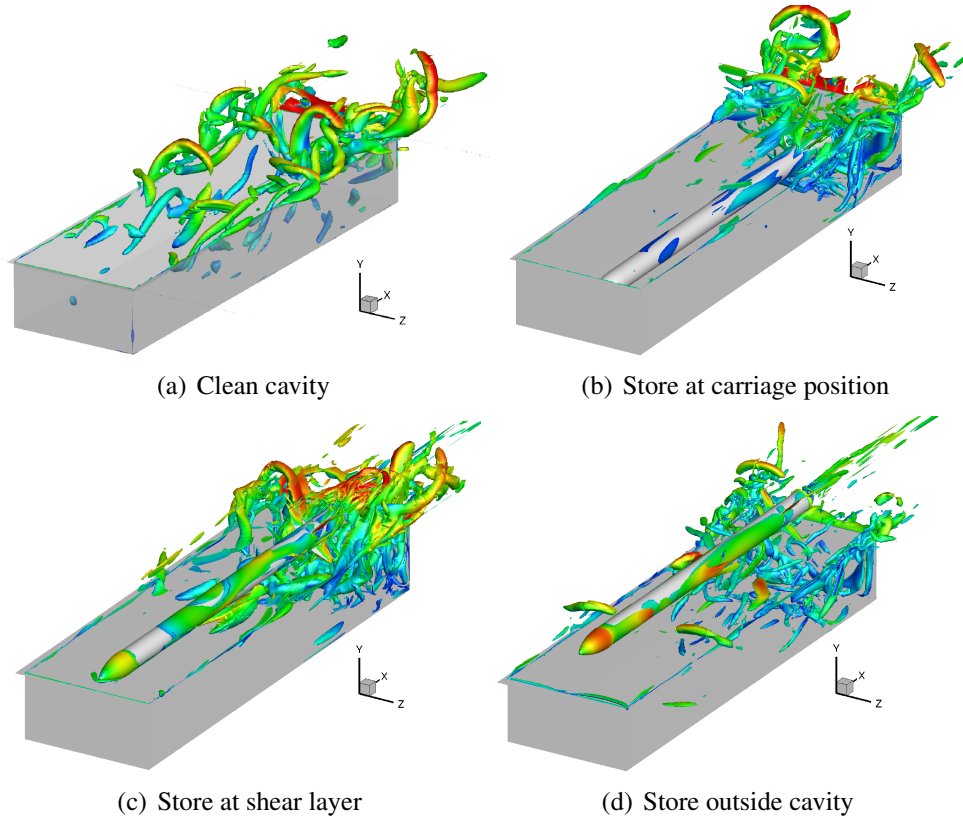 Y
X
Z
Y
X
Z
(a) Clean cavity
(b) Store at carriage position
Y
X
Z
Y
X
Z
(c) Store at shear layer
(d) Store outside cavity